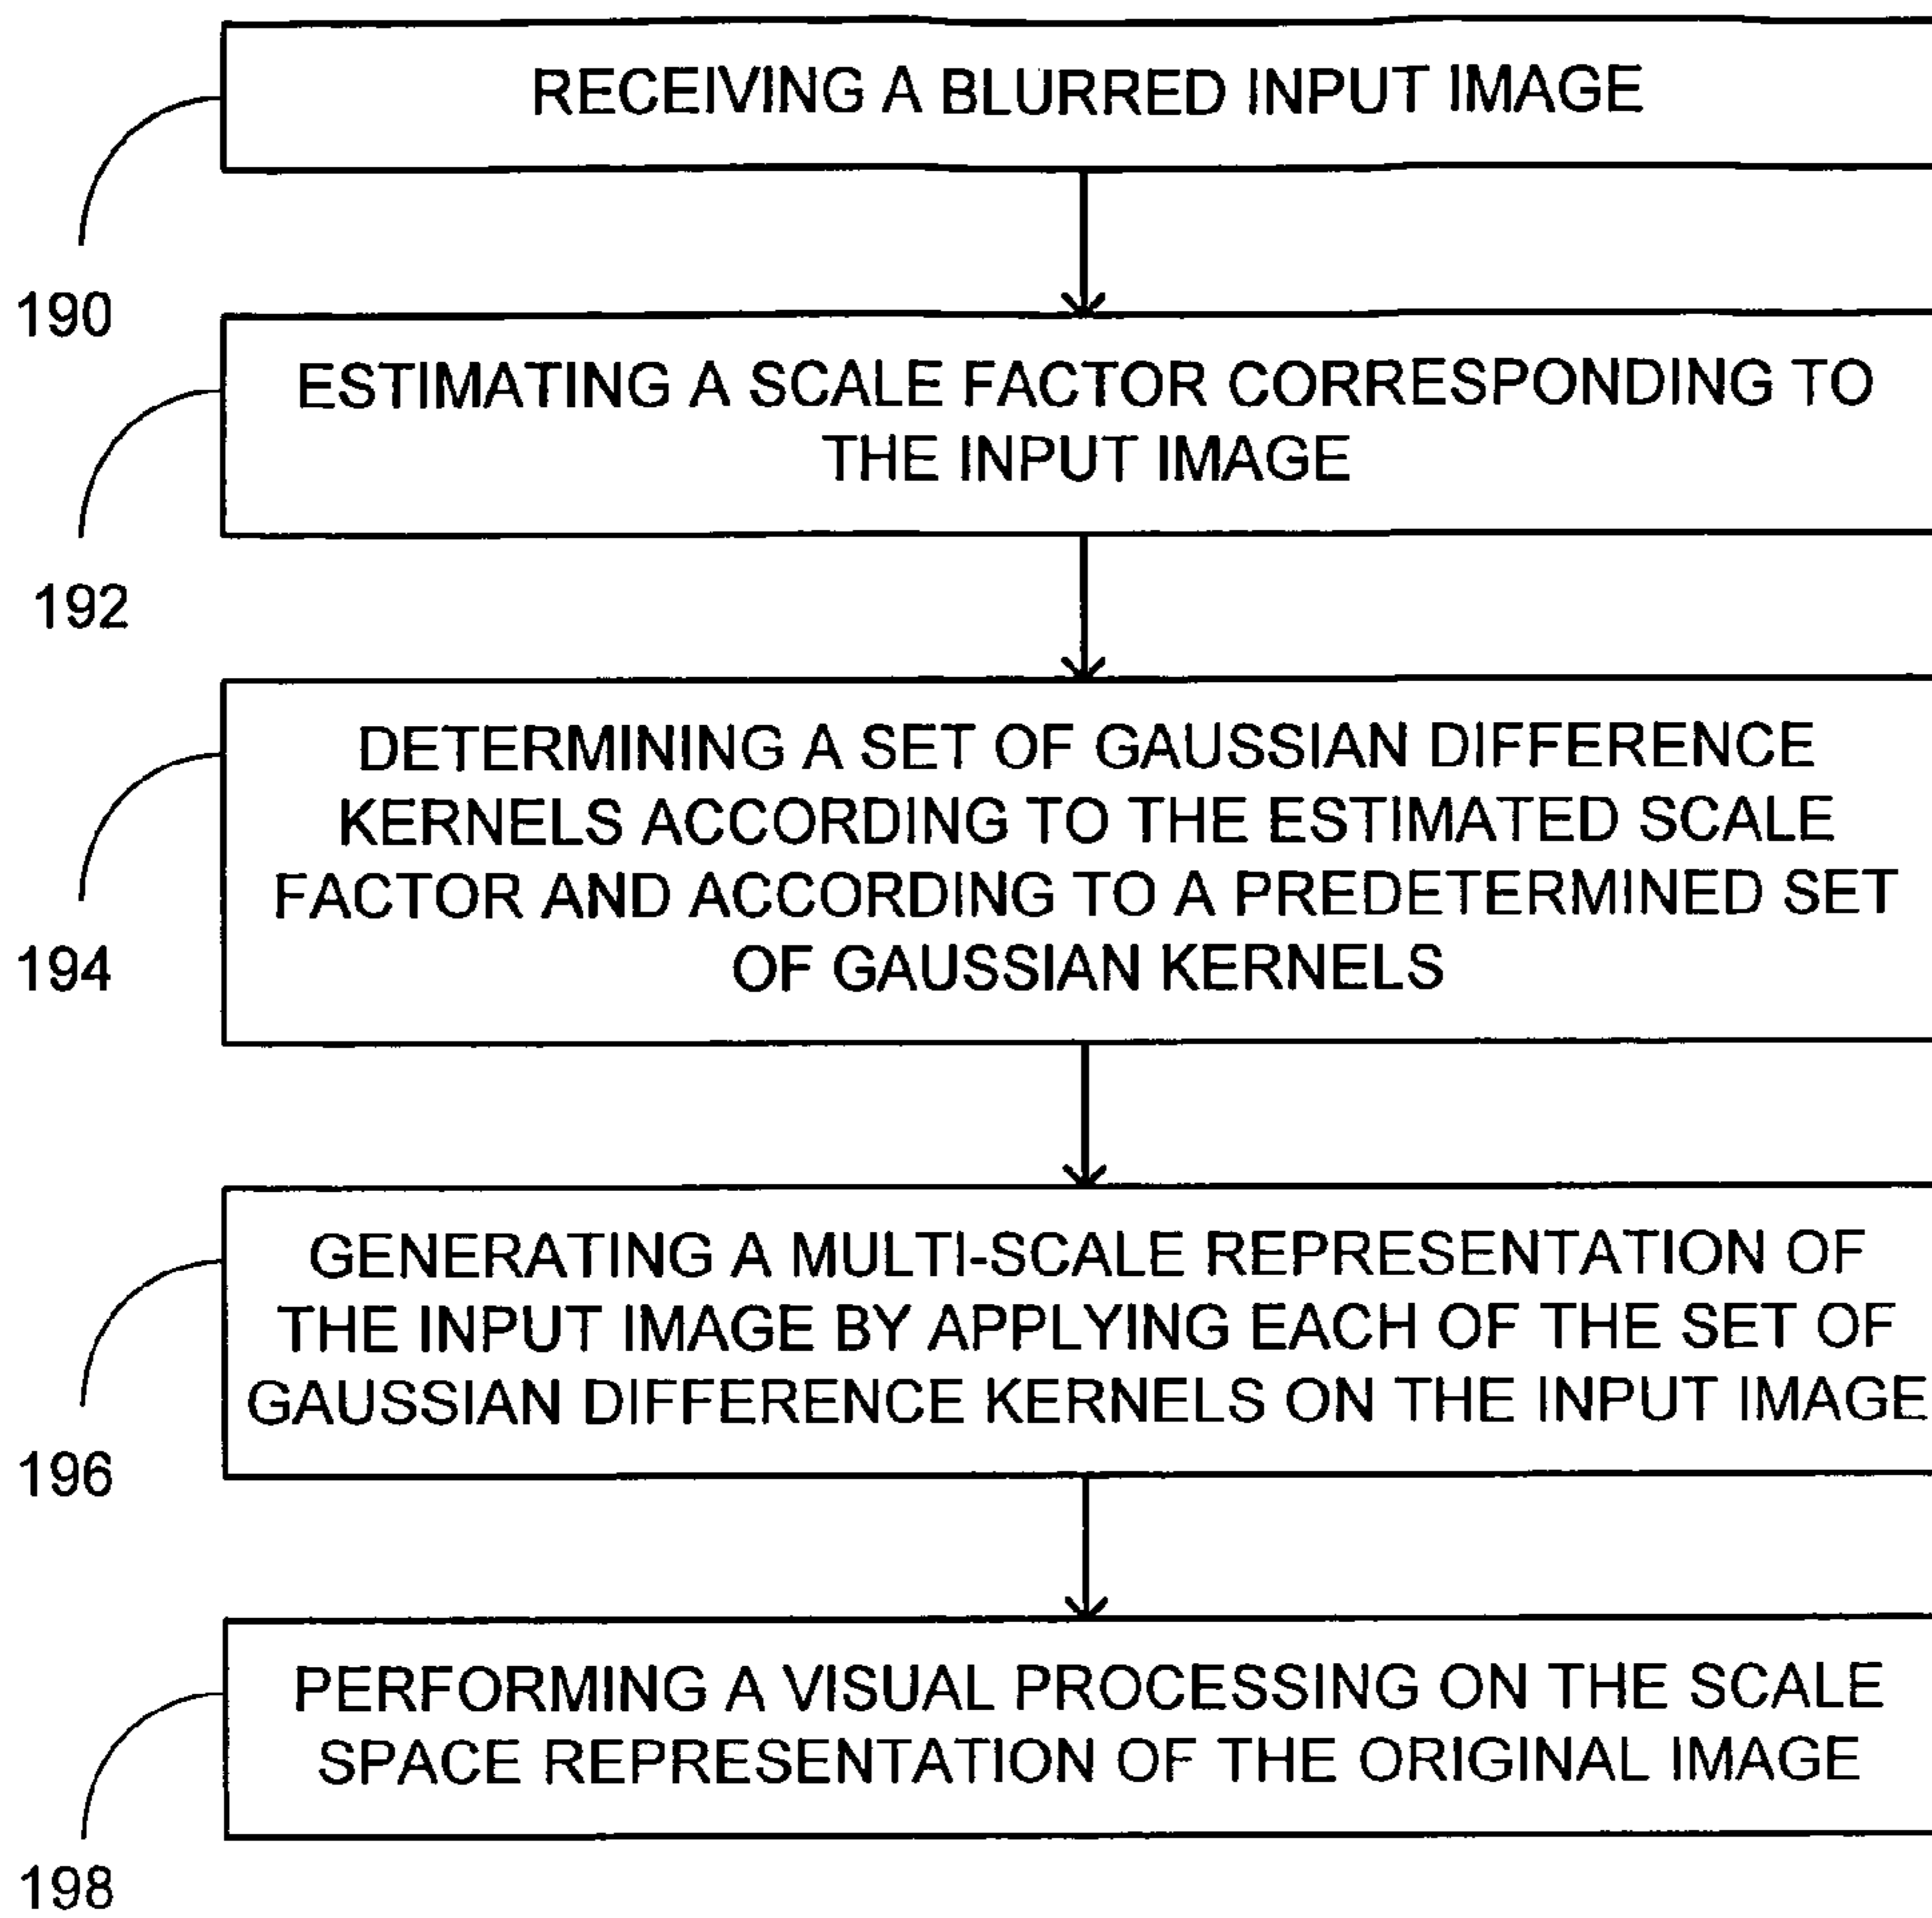 RECEIVING A BLURRED INPUT IMAGE
190
ESTIMATING A SCALE FACTOR CORRESPONDING TO
THE INPUT IMAGE
192
DETERMINING A SET OF GAUSSIAN DIFFERENCE
KERNELS ACCORDING TO THE ESTIMATED SCALE
FACTOR AND ACCORDING TO A PREDETERMINED SET
OF GAUSSIAN KERNELS
194
GENERATING A MULTI-SCALE REPRESENTATION OF
THE INPUT IMAGE BY APPLYING EACH OF THE SET OF
GAUSSIAN DIFFERENCE KERNELS ON THE INPUT IMAGE
196
PERFORMING A VISUAL PROCESSING ON THE SCALE
SPACE REPRESENTATION OF THE ORIGINAL IMAGE
198